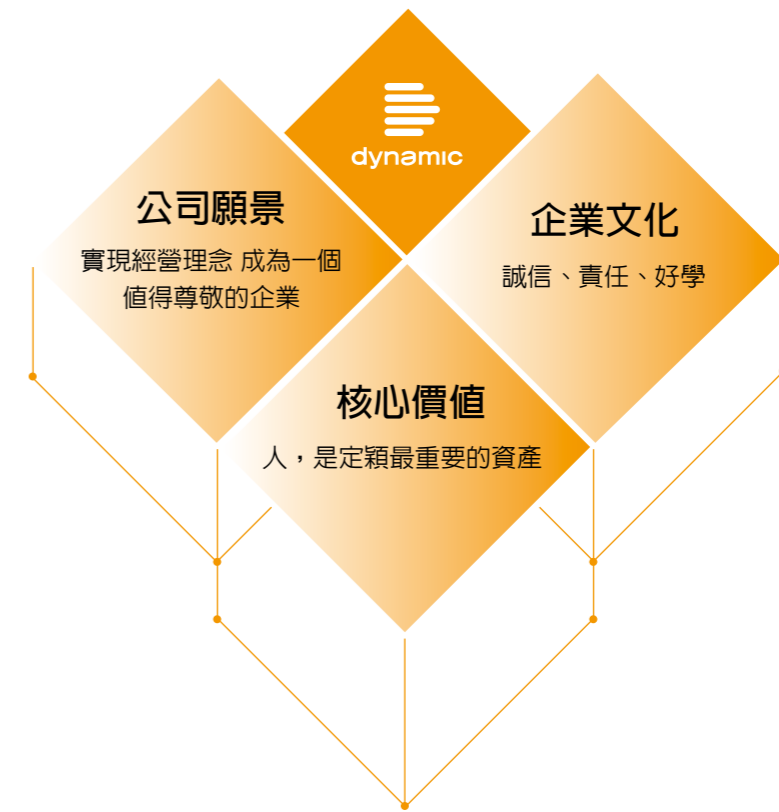 dynamic
公司願景
實現經營理念 成為一個
值得尊敬的企業
企業文化
誠信、責任、好學
核心價值
人，是定穎最重要的資產